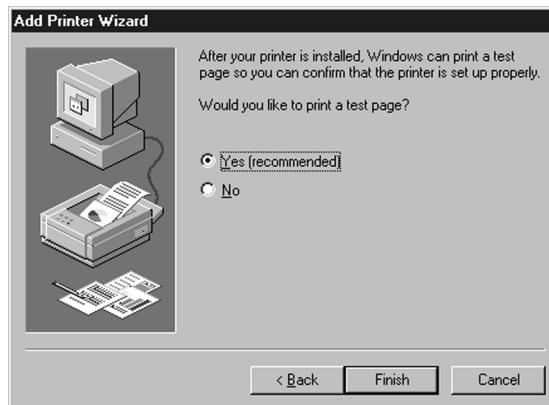 Add Printer Wizard
After your printer is installed, Windows can print a test
page so you can confirm that the printer is set up properly.
Would you like to print a test page?
Yes (recommended)
No
< Back
Finish
Cancel